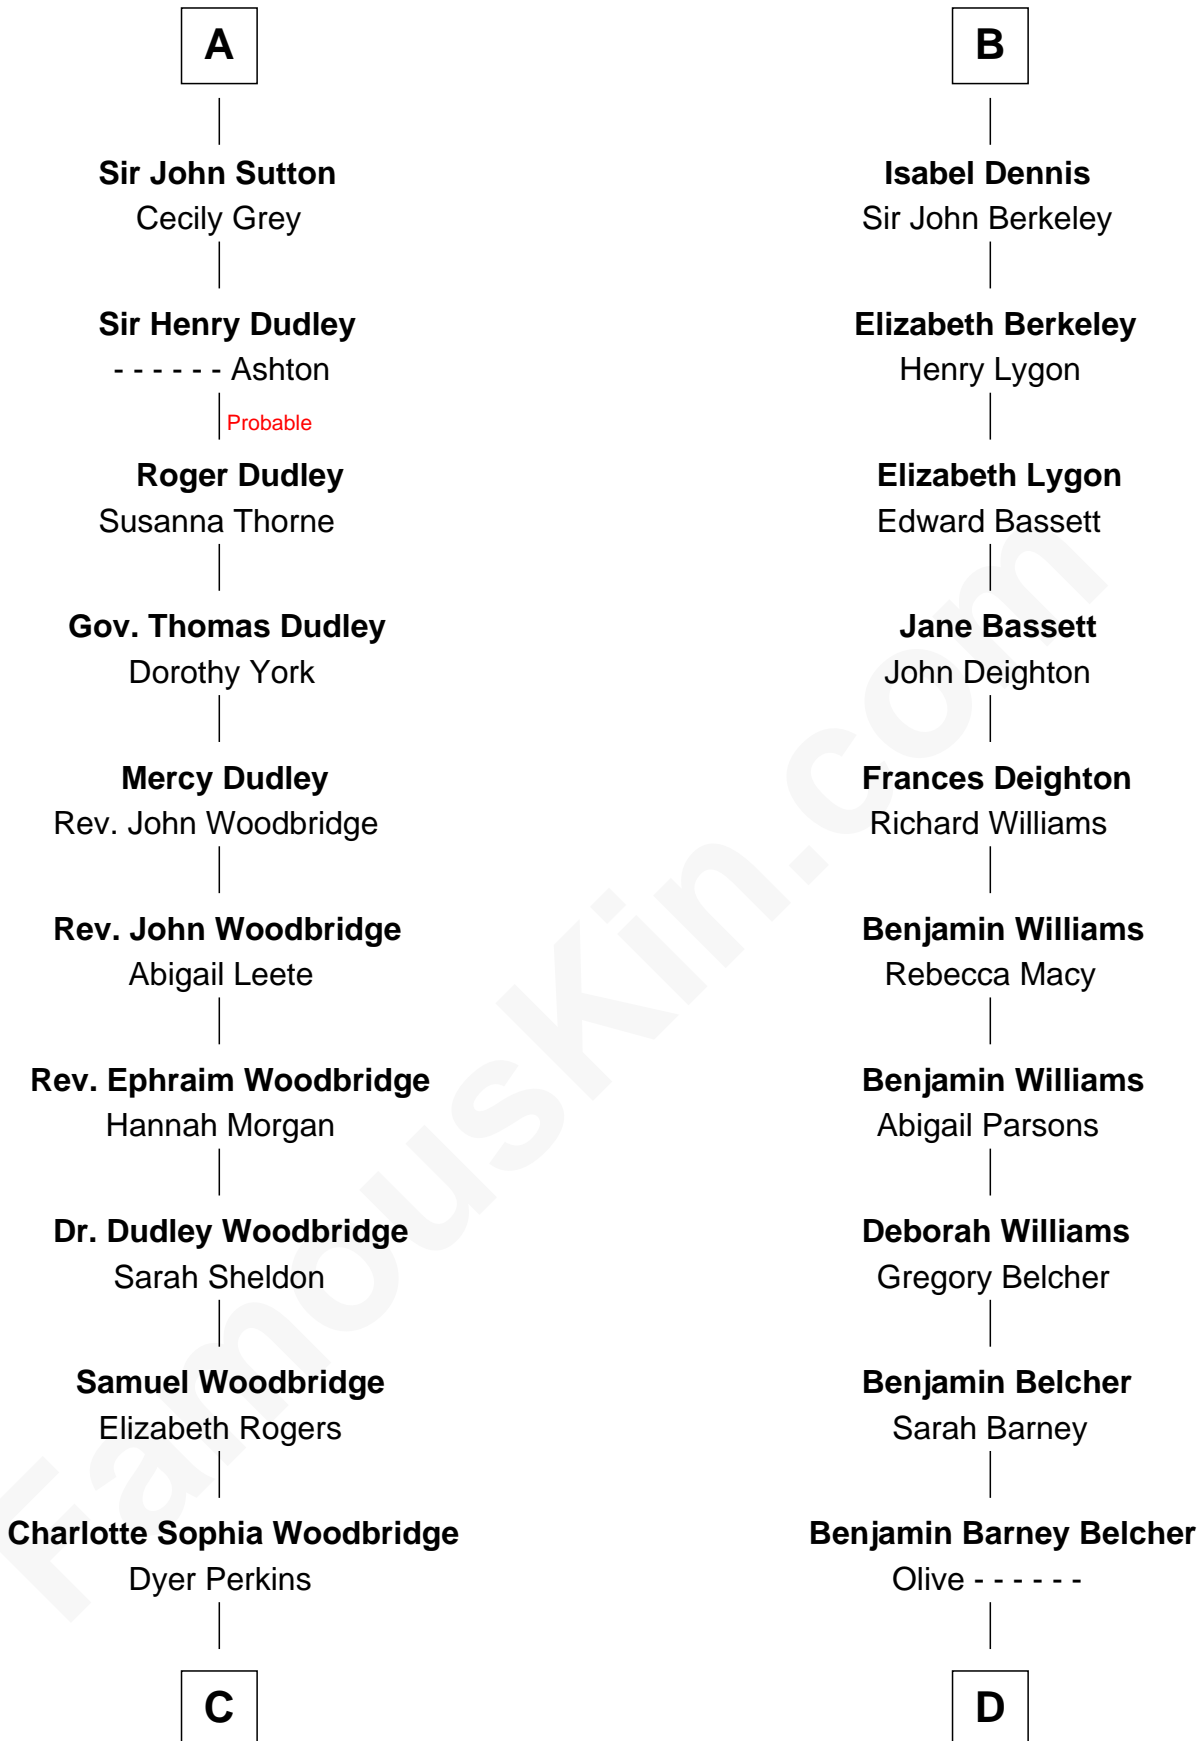 A
Sir John Sutton
Cecily Grey
Sir Henry Dudley
- - - - - - Ashton
Probable
Roger Dudley
Susanna Thorne
Gov. Thomas Dudley
Dorothy York
Mercy Dudley
Rev. John Woodbridge
Rev. John Woodbridge
Abigail Leete
Rev. Ephraim Woodbridge
Hannah Morgan
Dr. Dudley Woodbridge
Sarah Sheldon
Samuel Woodbridge
Elizabeth Rogers
Charlotte Sophia Woodbridge
Dyer Perkins
C
B
Isabel Dennis
Sir John Berkeley
Elizabeth Berkeley
Henry Lygon
Elizabeth Lygon
Edward Bassett
Jane Bassett
John Deighton
Frances Deighton
Richard Williams
Benjamin Williams
Rebecca Macy
Benjamin Williams
Abigail Parsons
Deborah Williams
Gregory Belcher
Benjamin Belcher
Sarah Barney
Benjamin Barney Belcher
Olive - - - - - -
D
FamousKin.com